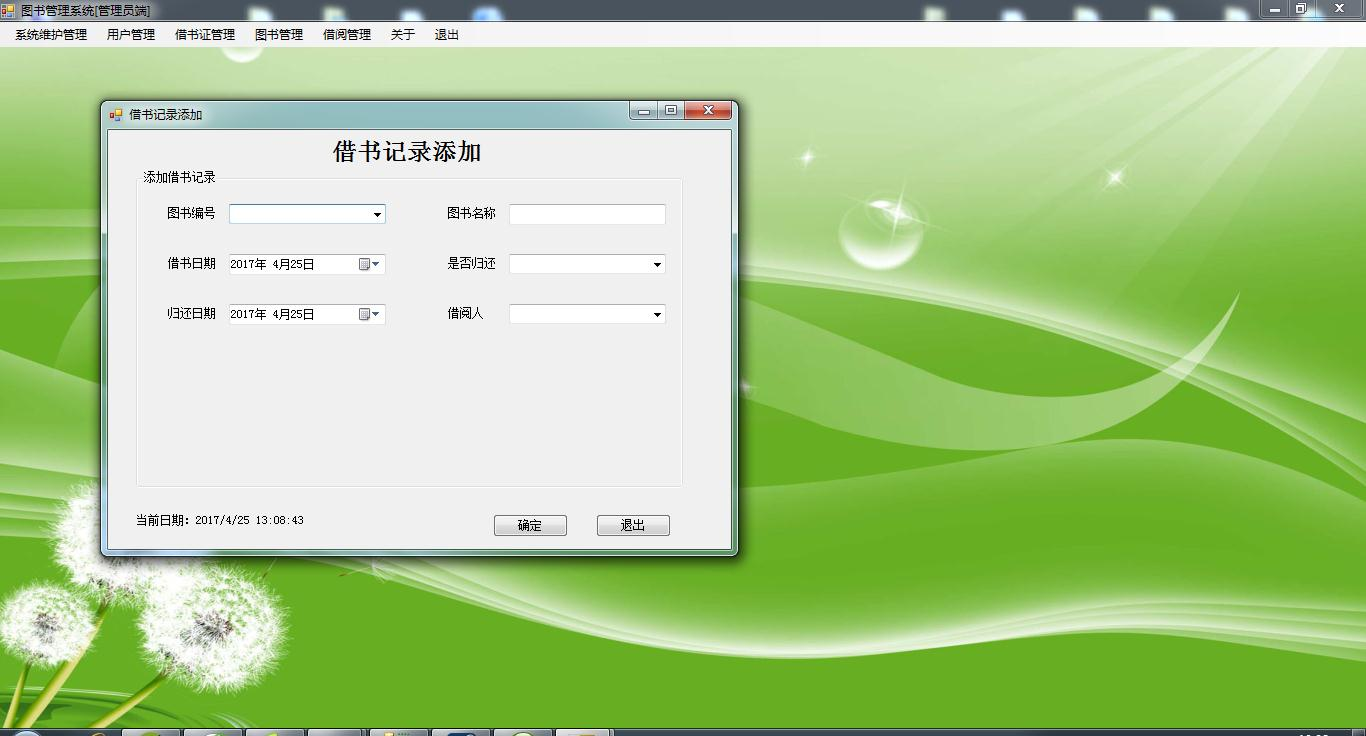 图书管理系统[管理员端]
系统维护管理 用户管理 借书证管理 图书管理 借阅管理 关于 退出
借书记录添加
借书记录添加
添加借书记录
图书编号 图书名称
借书日期 2017年 4月25日 是否归还
归还日期 2017年 4月25日 借阅人
当前日期: 2017/4/25 13:08:43 确定 退出